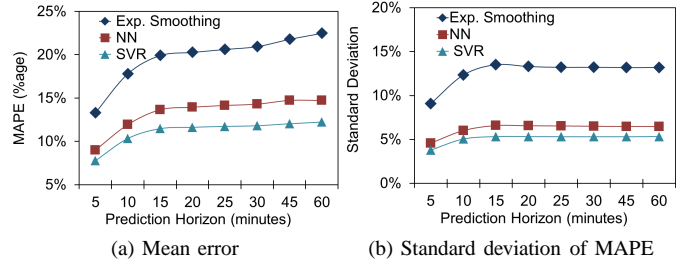 25%
20%
15%
10%
5%
MAPE (%age)
Exp. Smoothing
NN
SVR
5 10 15 20 25 30 45 60
Prediction Horizon (minutes)
(a) Mean error
20%
15%
10%
5%
0%
Standard Deviation
Exp. Smoothing
NN
SVR
5 10 15 20 25 30 45 60
Prediction Horizon (minutes)
(b) Standard deviation of MAPE